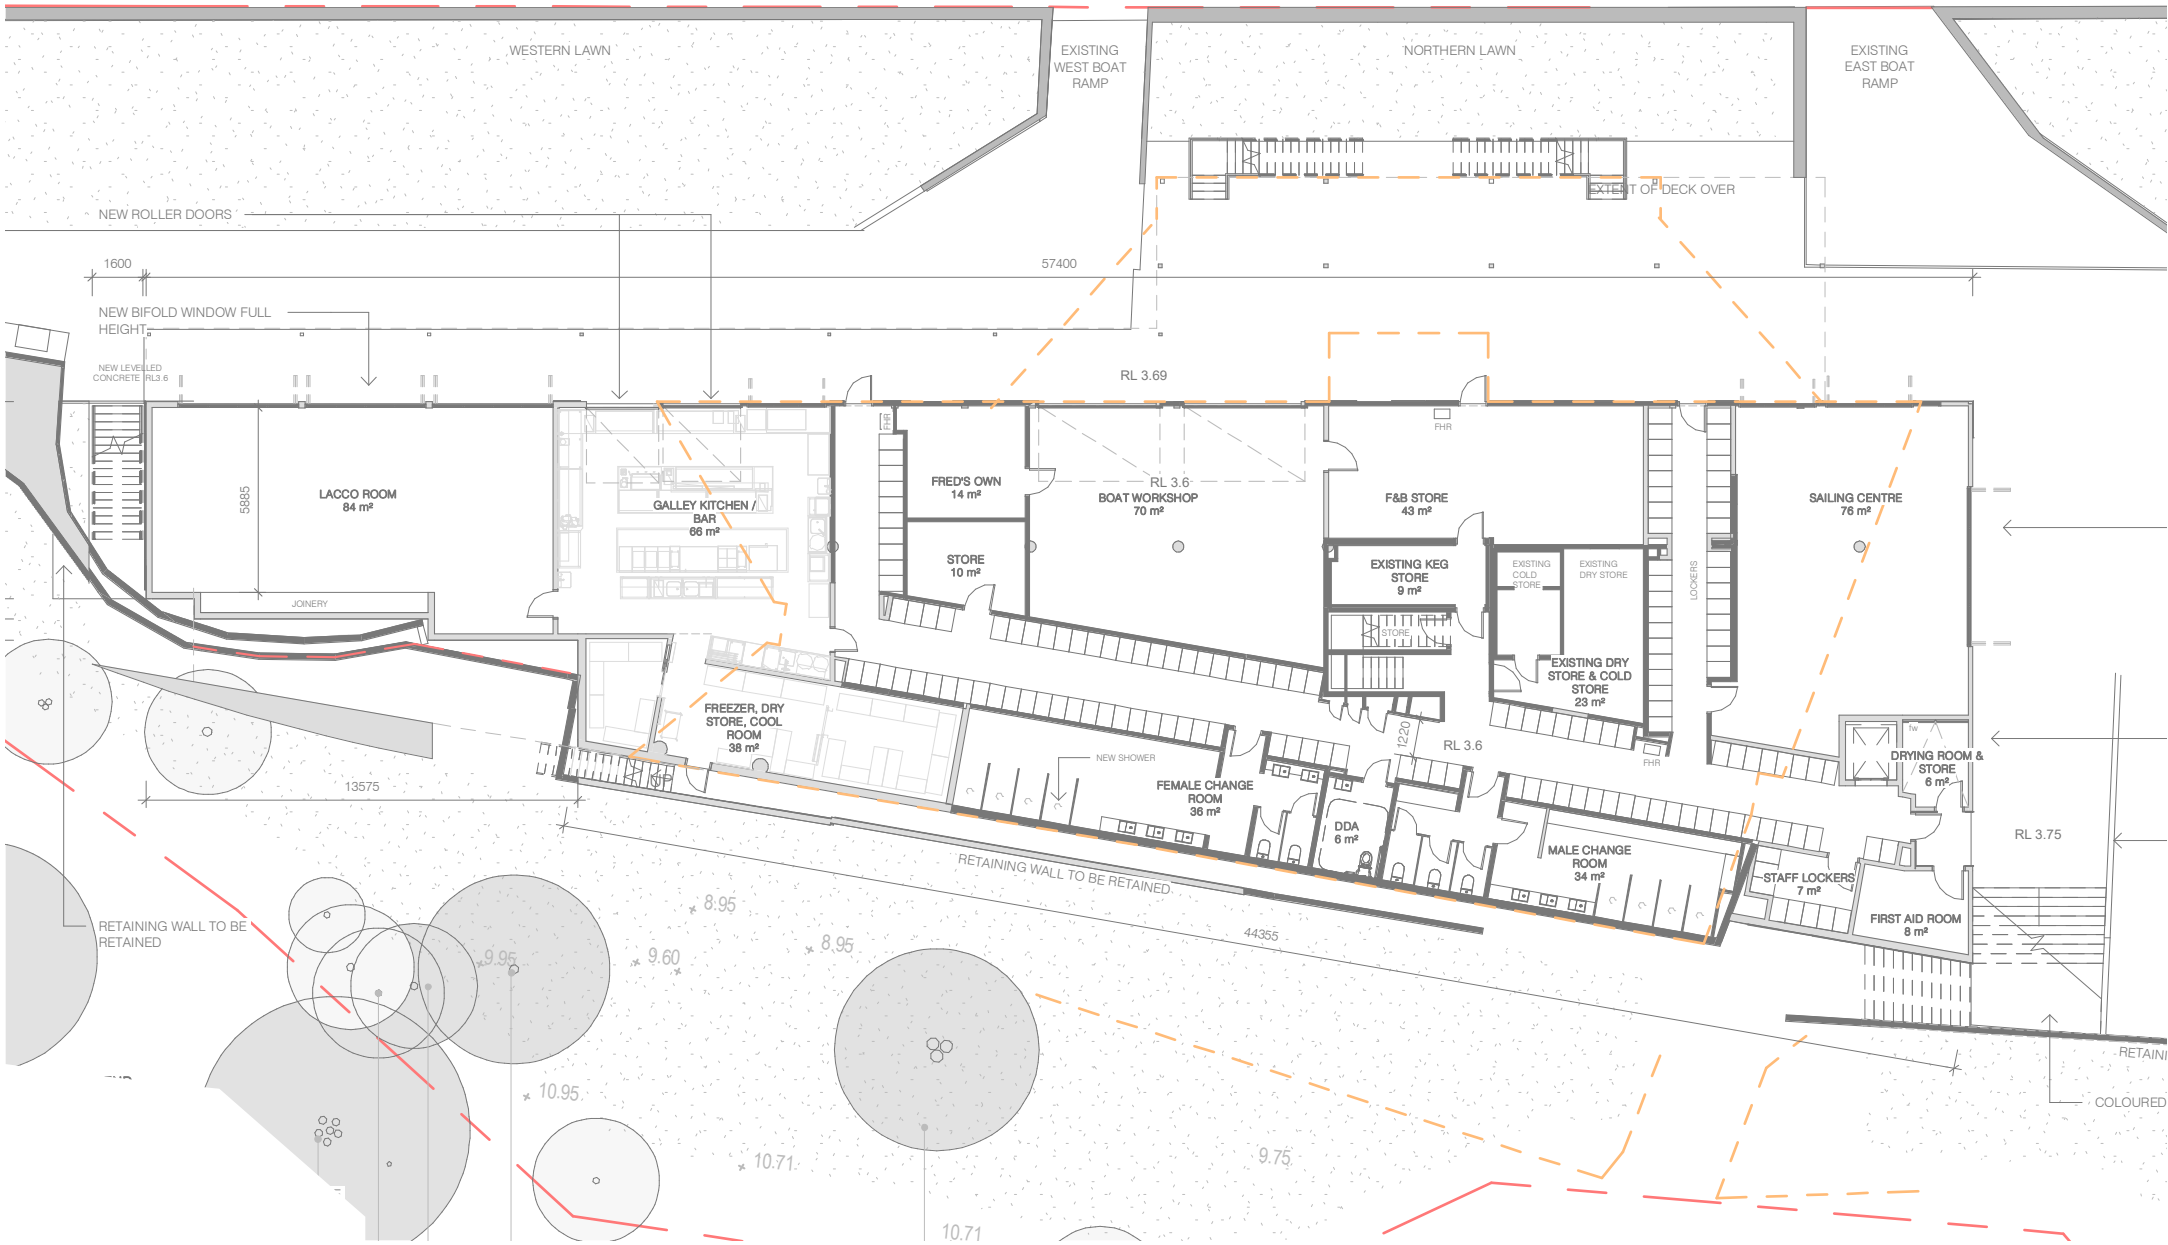 WESTERN LAWN
EXISTING
WEST BOAT
RAMP
NORTHERN LAWN
EXISTING
EAST BOAT
RAMP
EXTENT OF DECK OVER
NEW ROLLER DOORS
1600
57400
NEW BIFOLD WINDOW FULL
HEIGHT
NEW LEVELLED
CONCRETE RL3.6
RL 3.69
FHR
FHR
LACCO ROOM
84 m²
5885
GALLEY KITCHEN /
BAR
66 m²
FRED'S OWN
14 m²
RL 3.6
BOAT WORKSHOP
70 m²
F&B STORE
43 m²
SAILING CENTRE
76 m²
STORE
10 m²
EXISTING KEG
STORE
9 m²
EXISTING
COLD
STORE
EXISTING
DRY STORE
LOCKERS
JOINERY
STORE
EXISTING DRY
STORE & COLD
STORE
23 m²
FREEZER, DRY
STORE, COOL
ROOM
38 m²
UP
NEW SHOWER
1220
RL 3.6
FHR
fw
DRYING ROOM &
STORE
6 m²
13575
FEMALE CHANGE
ROOM
36 m²
DDA
6 m²
RL 3.75
MALE CHANGE
ROOM
34 m²
STAFF LOCKERS
7 m²
FIRST AID ROOM
8 m²
RETAINING WALL TO BE RETAINED
RETAINING WALL TO BE
RETAINED
8.95
44355
8.95
9.95
9.60
10.95
10.71
9.75
10.71
RETAINI
COLOURED